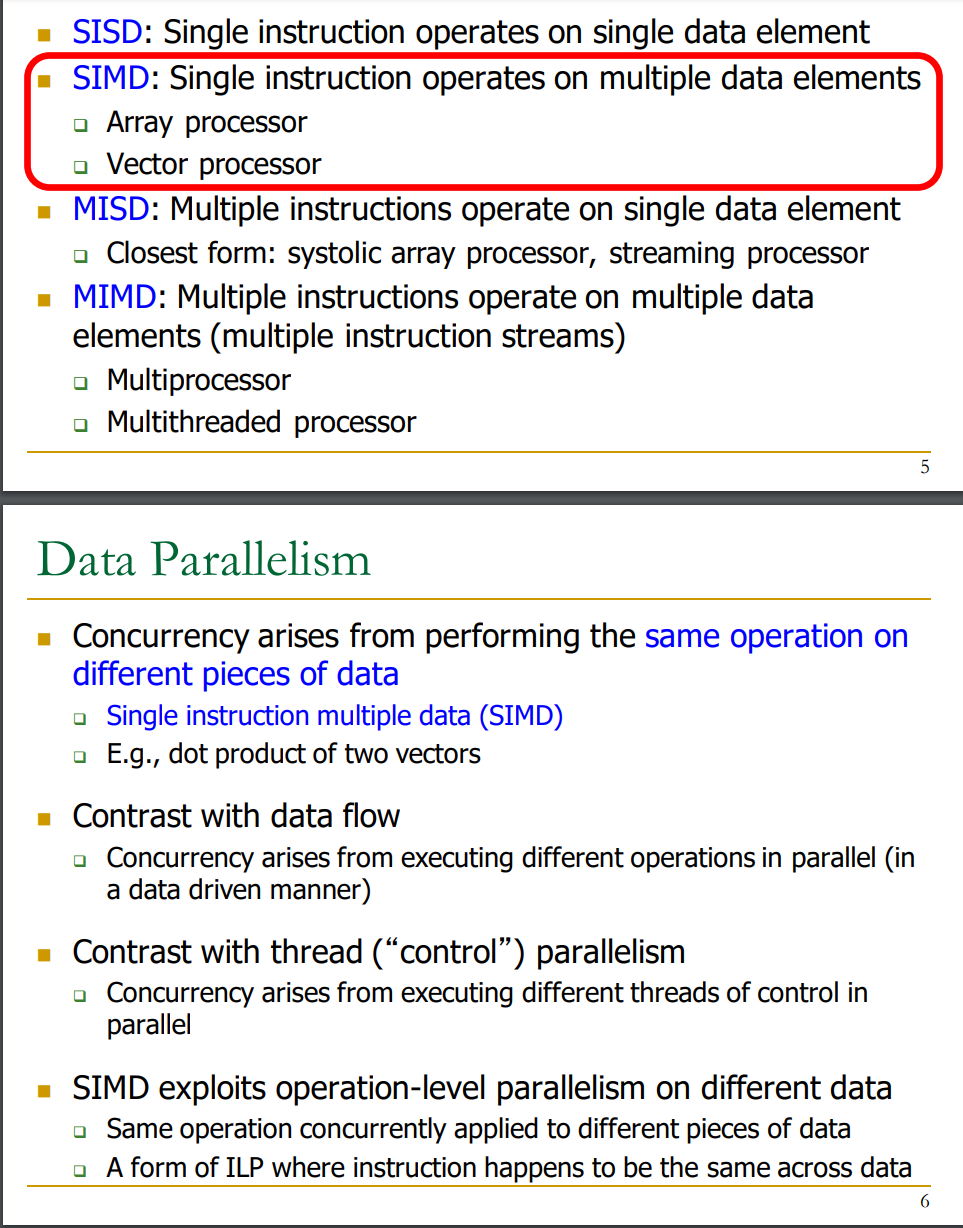 SISD: Single instruction operates on single data element
SIMD: Single instruction operates on multiple data elements
Array processor
Vector processor
MISD: Multiple instructions operate on single data element
Closest form: systolic array processor, streaming processor
MIMD: Multiple instructions operate on multiple data
elements (multiple instruction streams)
Multiprocessor
Multithreaded processor
5
Data Parallelism
Concurrency arises from performing the same operation on
different pieces of data
Single instruction multiple data (SIMD)
E.g., dot product of two vectors
Contrast with data flow
Concurrency arises from executing different operations in parallel (in
a data driven manner)
Contrast with thread (“control”) parallelism
Concurrency arises from executing different threads of control in
parallel
SIMD exploits operation-level parallelism on different data
Same operation concurrently applied to different pieces of data
A form of ILP where instruction happens to be the same across data
6